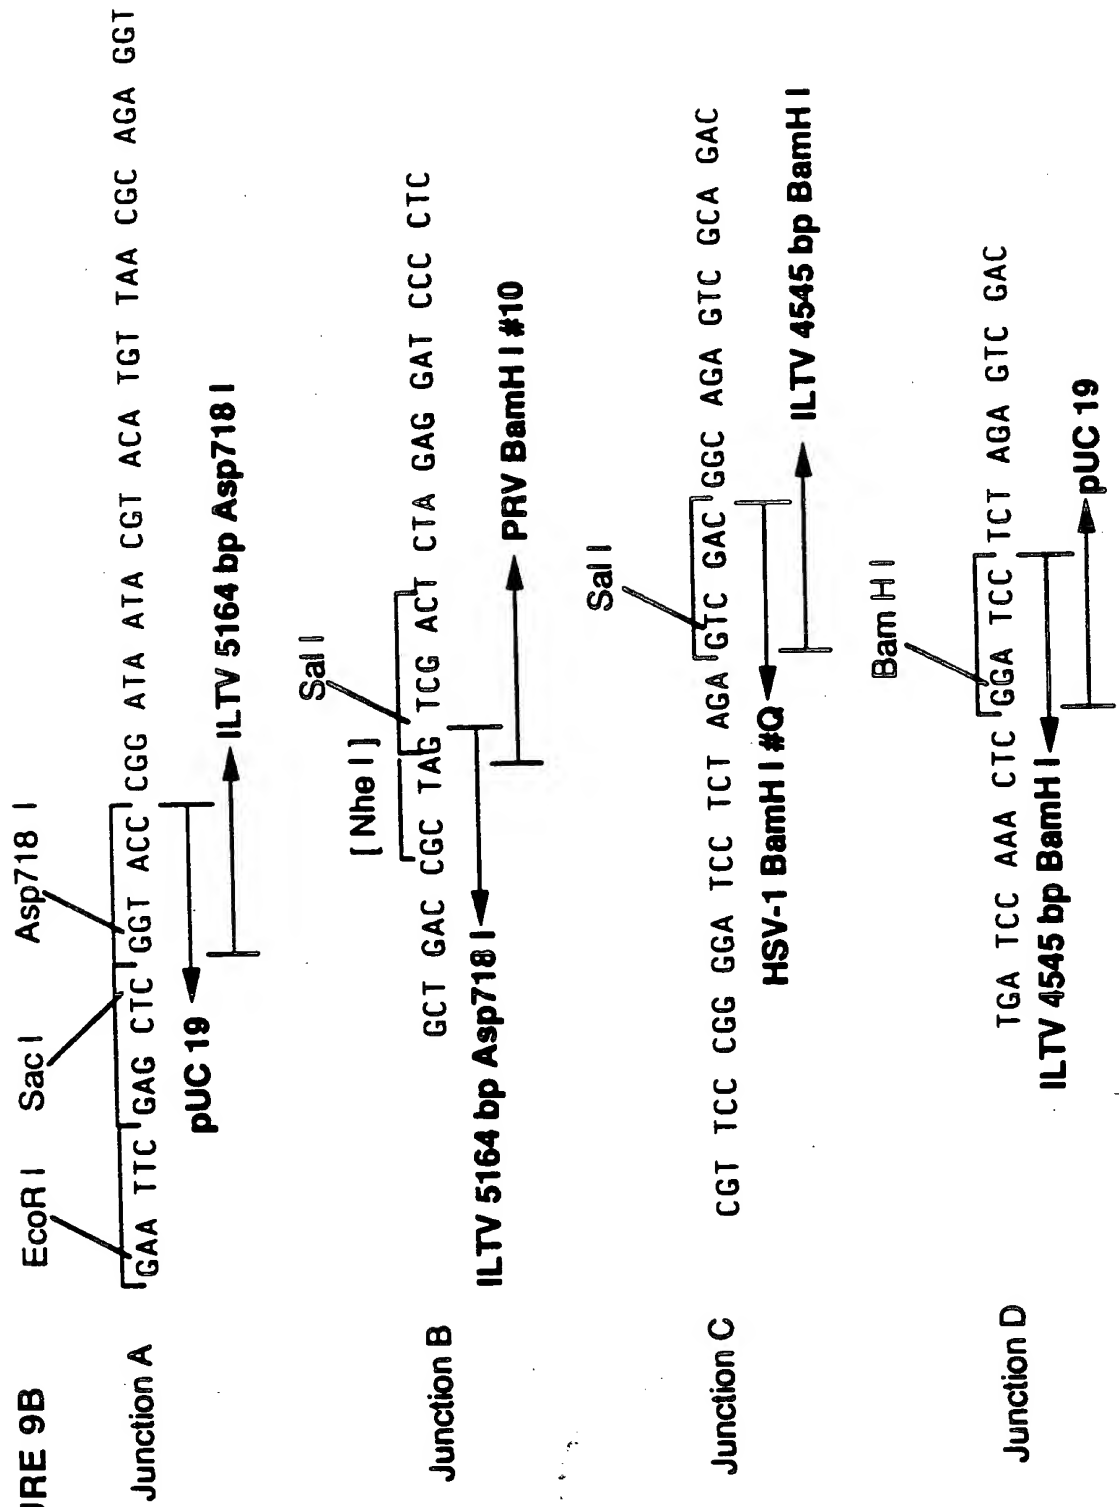 URE 9B
EcoR I Sac I Asp718 I
Junction A GAA TTC GAG CTC GGT ACC CGG ATA ATA CGT ACA TGT TAA CGC AGA GGT
pUC 19
ILTV 5164 bp Asp718 I
[Nhe I] Sal I
Junction B GCT GAC CGC TAG TCG ACT CTA GAG GAT CCC CTC
ILTV 5164 bp Asp718 I
PRV BamH I #10
Sal I
Junction C CGT TCC CGG GGA TCC TCT AGA GTC GAC GGC AGA GTC GCA GAC
HSV-1 BamH I #Q
ILTV 4545 bp BamH I
Bam H I
Junction D TGA TCC AAA CTC GGA TCC TCT AGA GTC GAC
ILTV 4545 bp BamH I
pUC 19